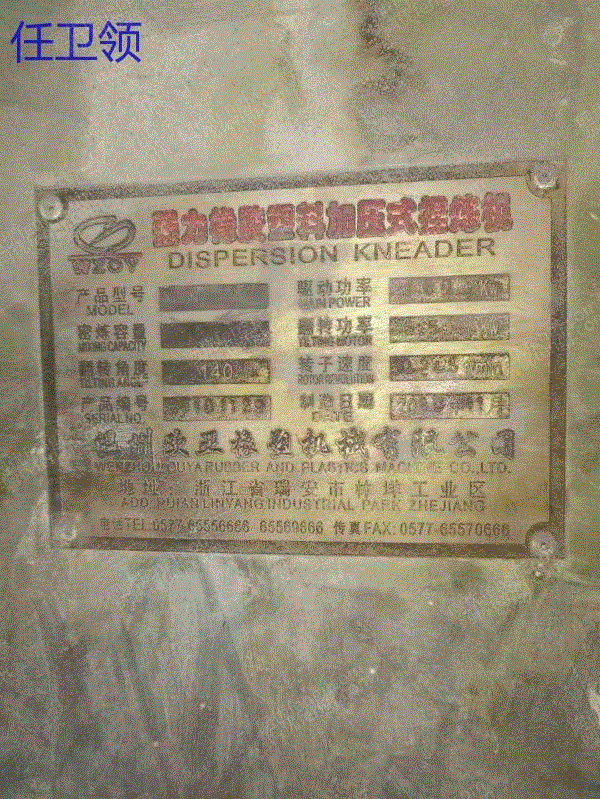 任卫领
强力橡胶塑料加压式捏炼机
WZOY DISPERSION KNEADER
产品型号 驱动功率
MODEL MAIN POWER
密炼容量 翻转功率
MIXING CAPACITY TILTING MOTOR
翻转角度 140 转子速度
TILTING ANGLE ROTOR REVOLUTION
产品编号 制造日期
SERIAL NO. DATE
温州欧亚橡塑机械有限公司
WENZHOU OUYA RUBBER AND PLASTICS MACHINE CO.,LTD.
地址 浙江省瑞安市林垟工业区
ADD: RUIAN LINYANG INDUSTRIAL PARK ZHEJIANG
电话TEL:0577-65556666 65569666 传真FAX:0577-65570666